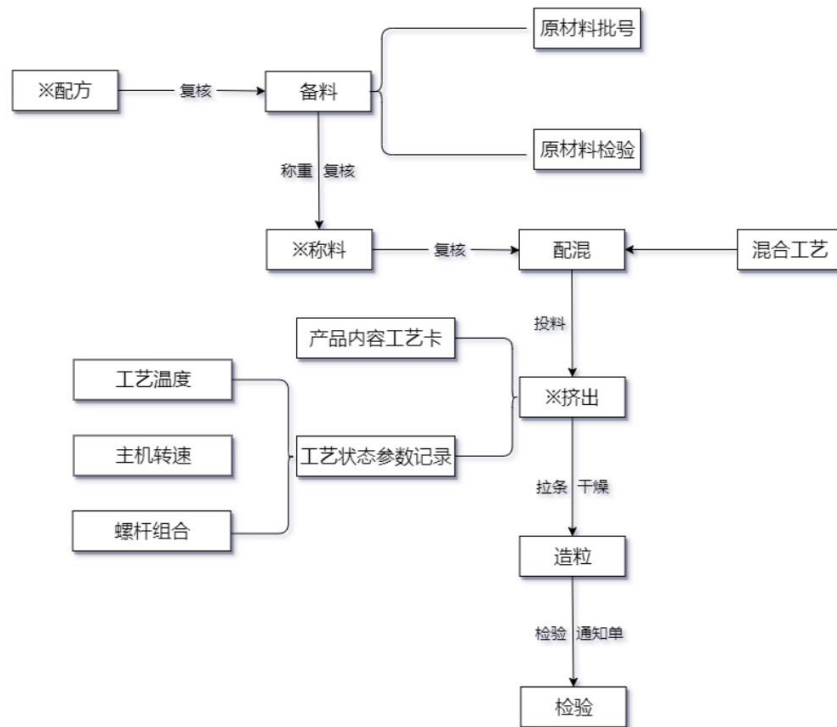 原材料批号
※配方
复核
备料
原材料检验
称重 复核
※称料
复核
配混
混合工艺
投料
产品内容工艺卡
工艺温度
※挤出
主机转速
工艺状态参数记录
拉条 干燥
螺杆组合
造粒
检验 通知单
检验